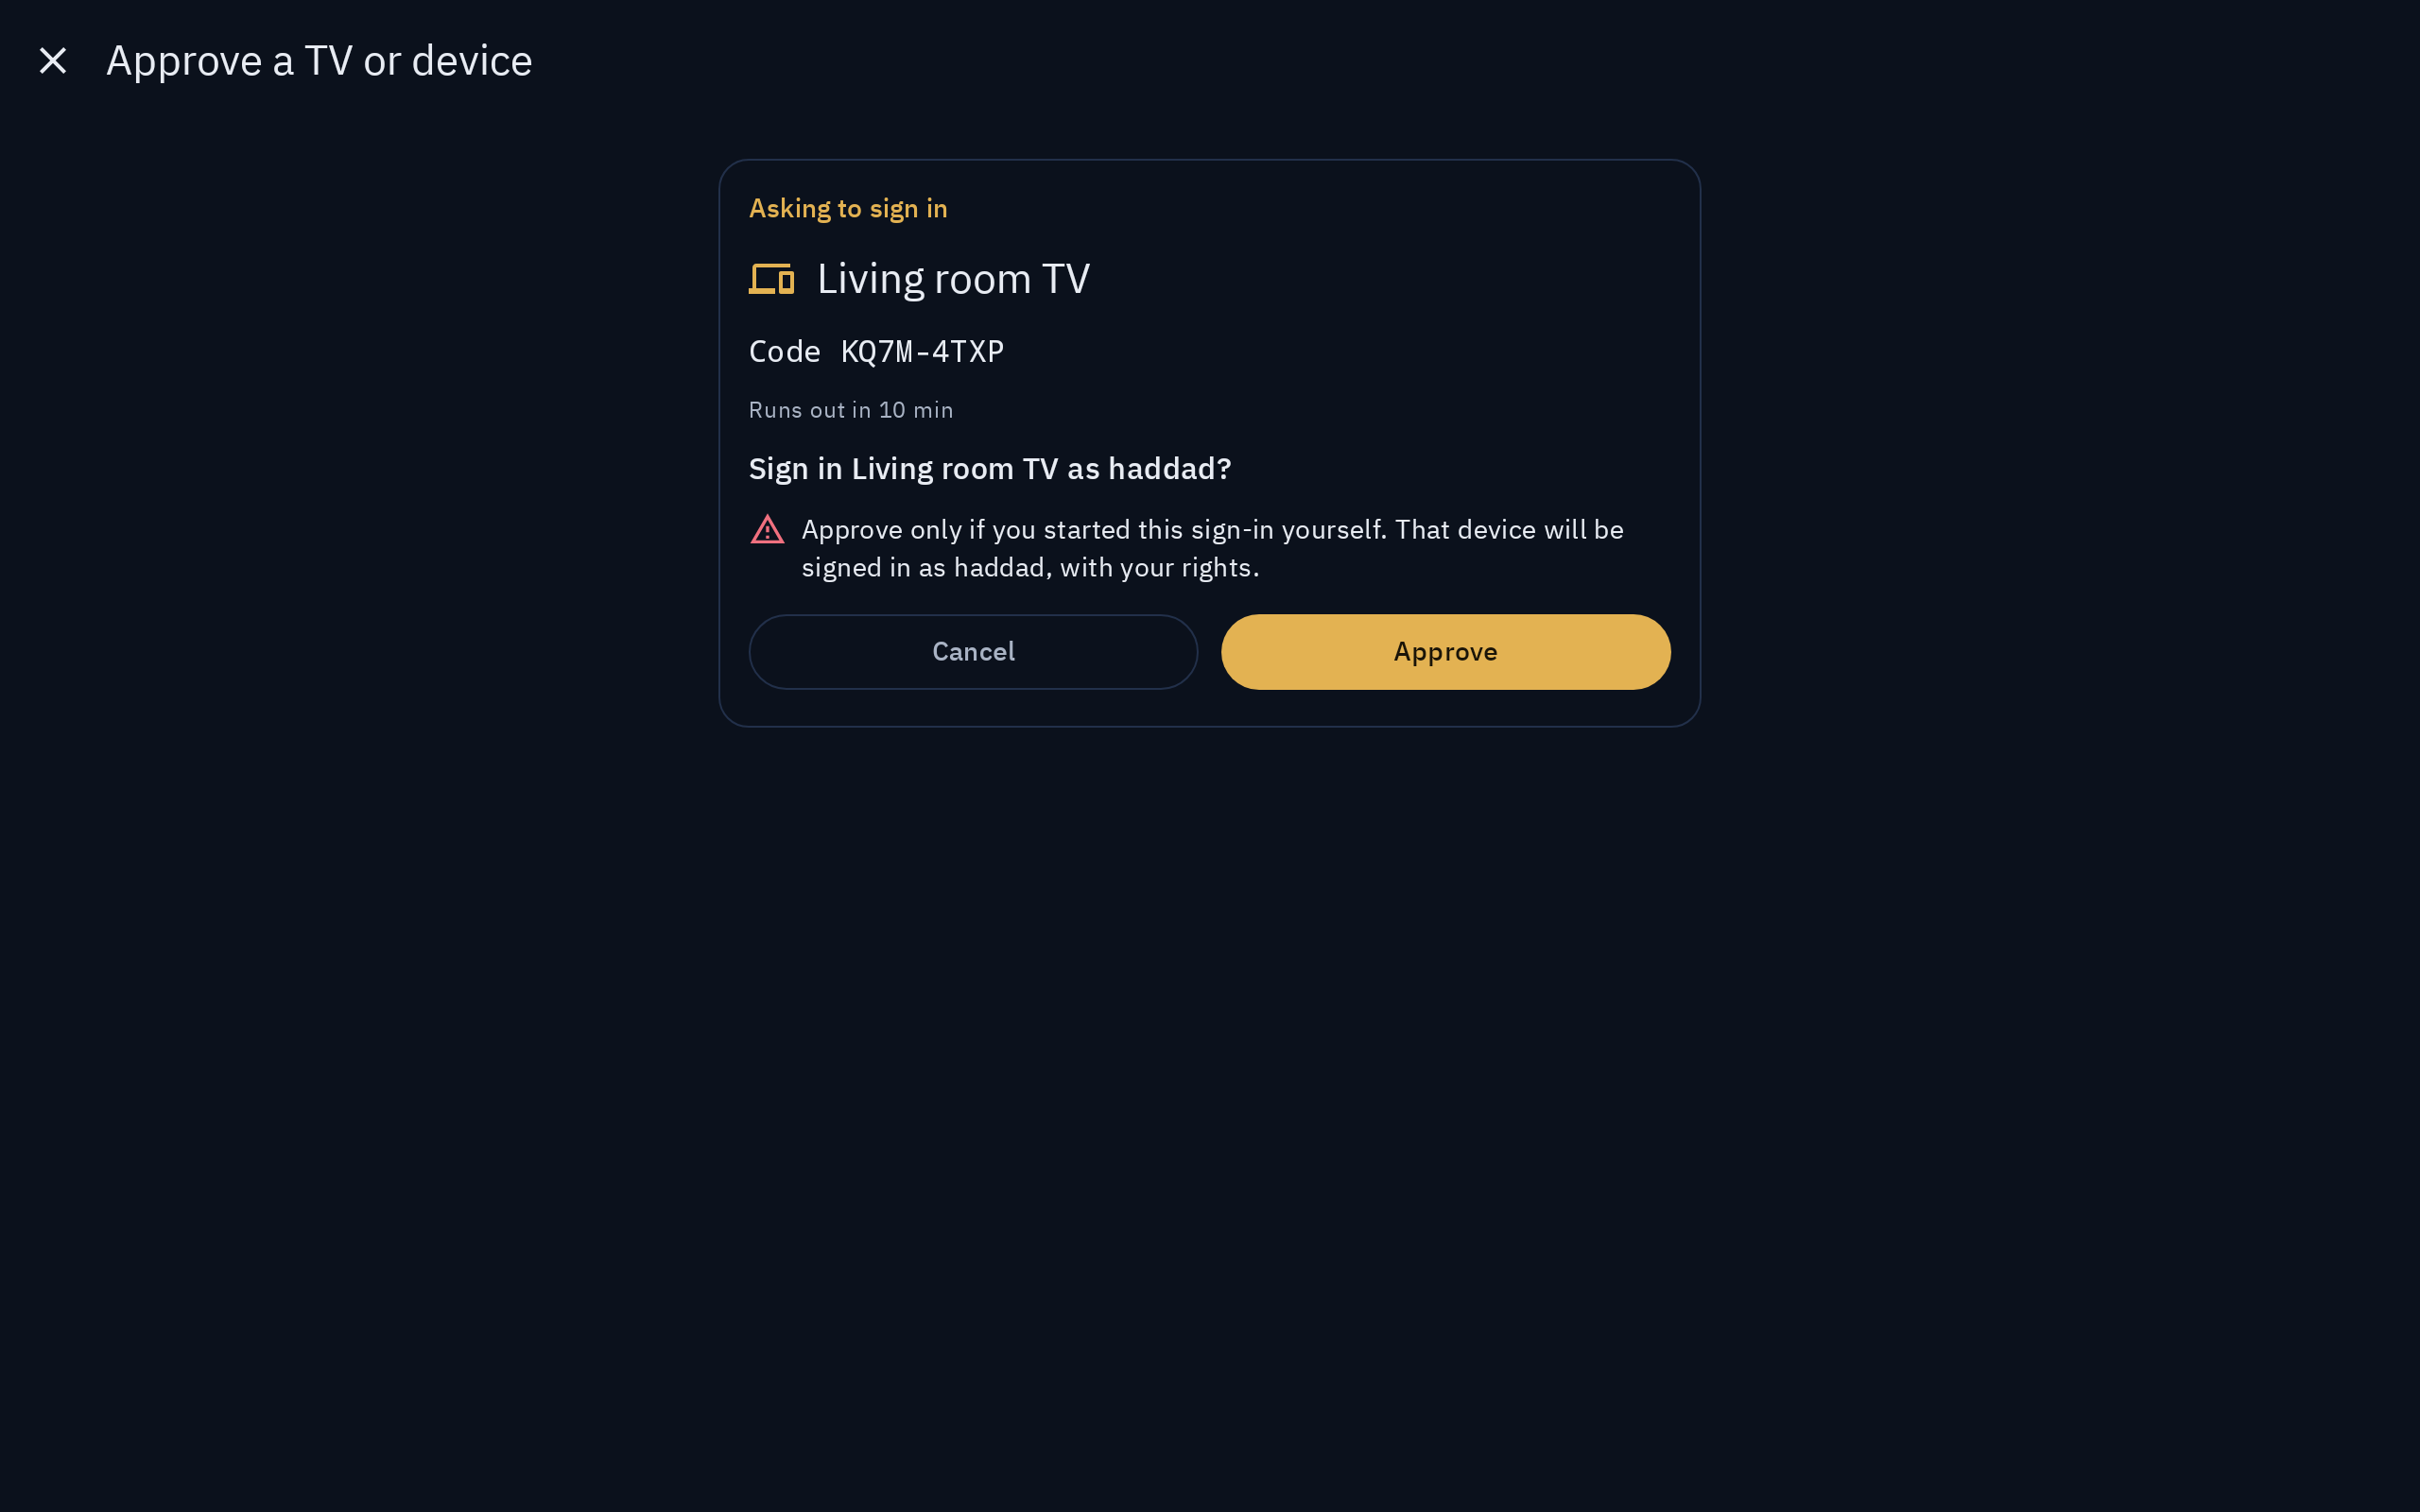 Approve a TV or device
Asking to sign in
Living room TV
Code KQ7M-4TXP
Runs out in 10 min
Sign in Living room TV as haddad?
Approve only if you started this sign-in yourself. That device will be
signed in as haddad, with your rights.
Cancel
Approve